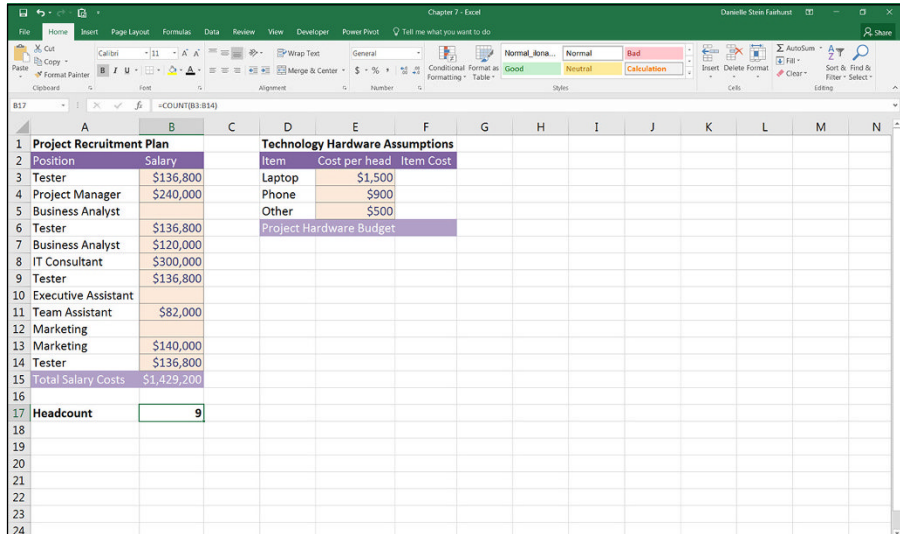 Chapter 7 - Excel
Danielle Stein Fairhurst
File Home Insert Page Layout Formulas Data Review View Developer Power Pivot Tell me what you want to do
Share
Paste
Cut
Copy
Format Painter
Clipboard
Calibri 11
B I U
Font
Wrap Text
Merge & Center
Alignment
General
$ %
Number
Conditional Formatting
Format as Table
Normal_ilona... Normal Bad
Good Neutral Calculation
Styles
Insert Delete Format
Cells
AutoSum
Fill
Clear
Sort & Filter
Find & Select
Editing
B17 fx =COUNT(B3:B14)
A B C D E F G H I J K L M N
1 Project Recruitment Plan Technology Hardware Assumptions
2 Position Salary Item Cost per head Item Cost
3 Tester $136,800 Laptop $1,500
4 Project Manager $240,000 Phone $900
5 Business Analyst Other $500
6 Tester $136,800 Project Hardware Budget
7 Business Analyst $120,000
8 IT Consultant $300,000
9 Tester $136,800
10 Executive Assistant
11 Team Assistant $82,000
12 Marketing
13 Marketing $140,000
14 Tester $136,800
15 Total Salary Costs $1,429,200
16
17 Headcount 9
18
19
20
21
22
23
24